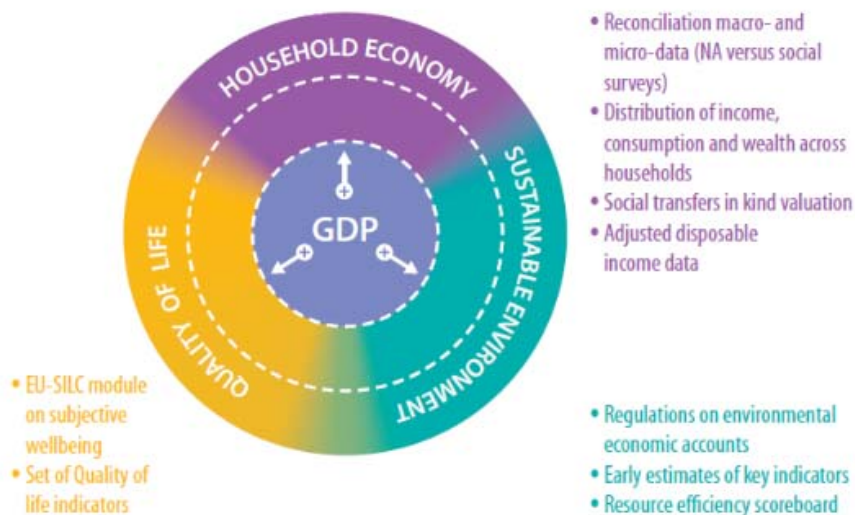 HOUSEHOLD ECONOMY
SUSTAINABLE ENVIRONMENT
QUALITY OF LIFE
GDP
• Reconciliation macro- and
micro-data (NA versus social
surveys)
• Distribution of income,
consumption and wealth across
households
• Social transfers in kind valuation
• Adjusted disposable
income data
• EU-SILC module
on subjective
wellbeing
• Set of Quality of
life indicators
• Regulations on environmental
economic accounts
• Early estimates of key indicators
• Resource efficiency scoreboard